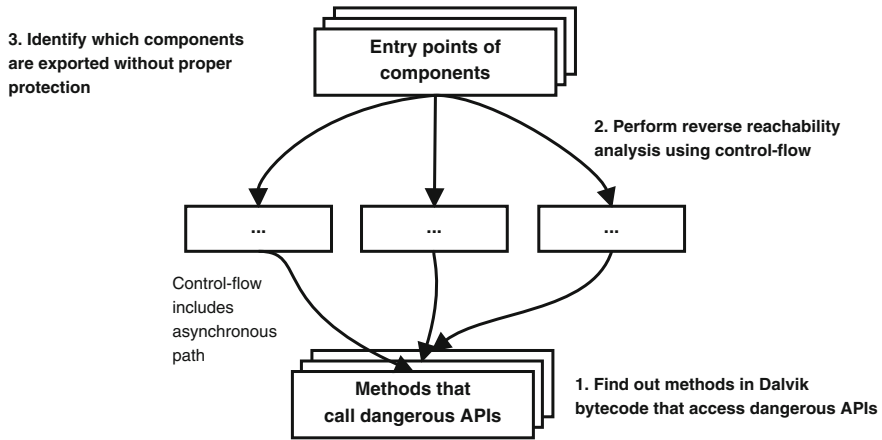 3. Identify which components
are exported without proper
protection
Entry points of
components
2. Perform reverse reachability
analysis using control-flow
...
...
...
Control-flow
includes
asynchronous
path
Methods that
call dangerous APIs
1. Find out methods in Dalvik
bytecode that access dangerous APIs